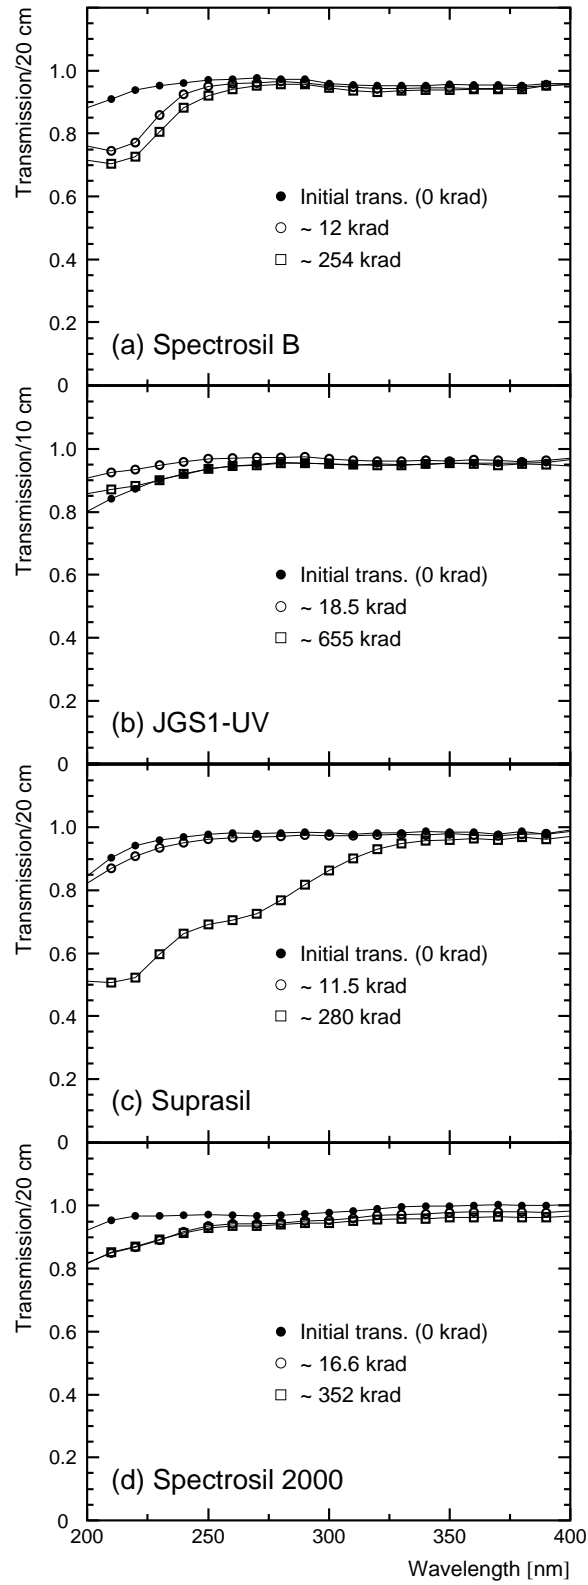 Transmission/20 cm
1.0
0.8
0.6
0.4
0.2
0
Initial trans. (0 krad)
~ 12 krad
~ 254 krad
(a) Spectrosil B
Transmission/10 cm
1.0
0.8
0.6
0.4
0.2
0
Initial trans. (0 krad)
~ 18.5 krad
~ 655 krad
(b) JGS1-UV
Transmission/20 cm
1.0
0.8
0.6
0.4
0.2
0
Initial trans. (0 krad)
~ 11.5 krad
~ 280 krad
(c) Suprasil
Transmission/20 cm
1.0
0.8
0.6
0.4
0.2
0
Initial trans. (0 krad)
~ 16.6 krad
~ 352 krad
(d) Spectrosil 2000
200 250 300 350 400
Wavelength [nm]